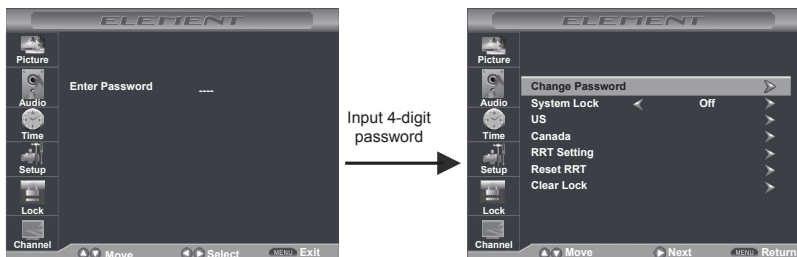 ELEMENT
Picture
Enter Password ----
Audio
Time
Setup
Lock
Channel
Move Select MENU Exit
Input 4-digit
password
ELEMENT
Picture
Change Password
Audio
System Lock Off
US
Time
Canada
RRT Setting
Setup
Reset RRT
Clear Lock
Lock
Channel
Move Next MENU Return